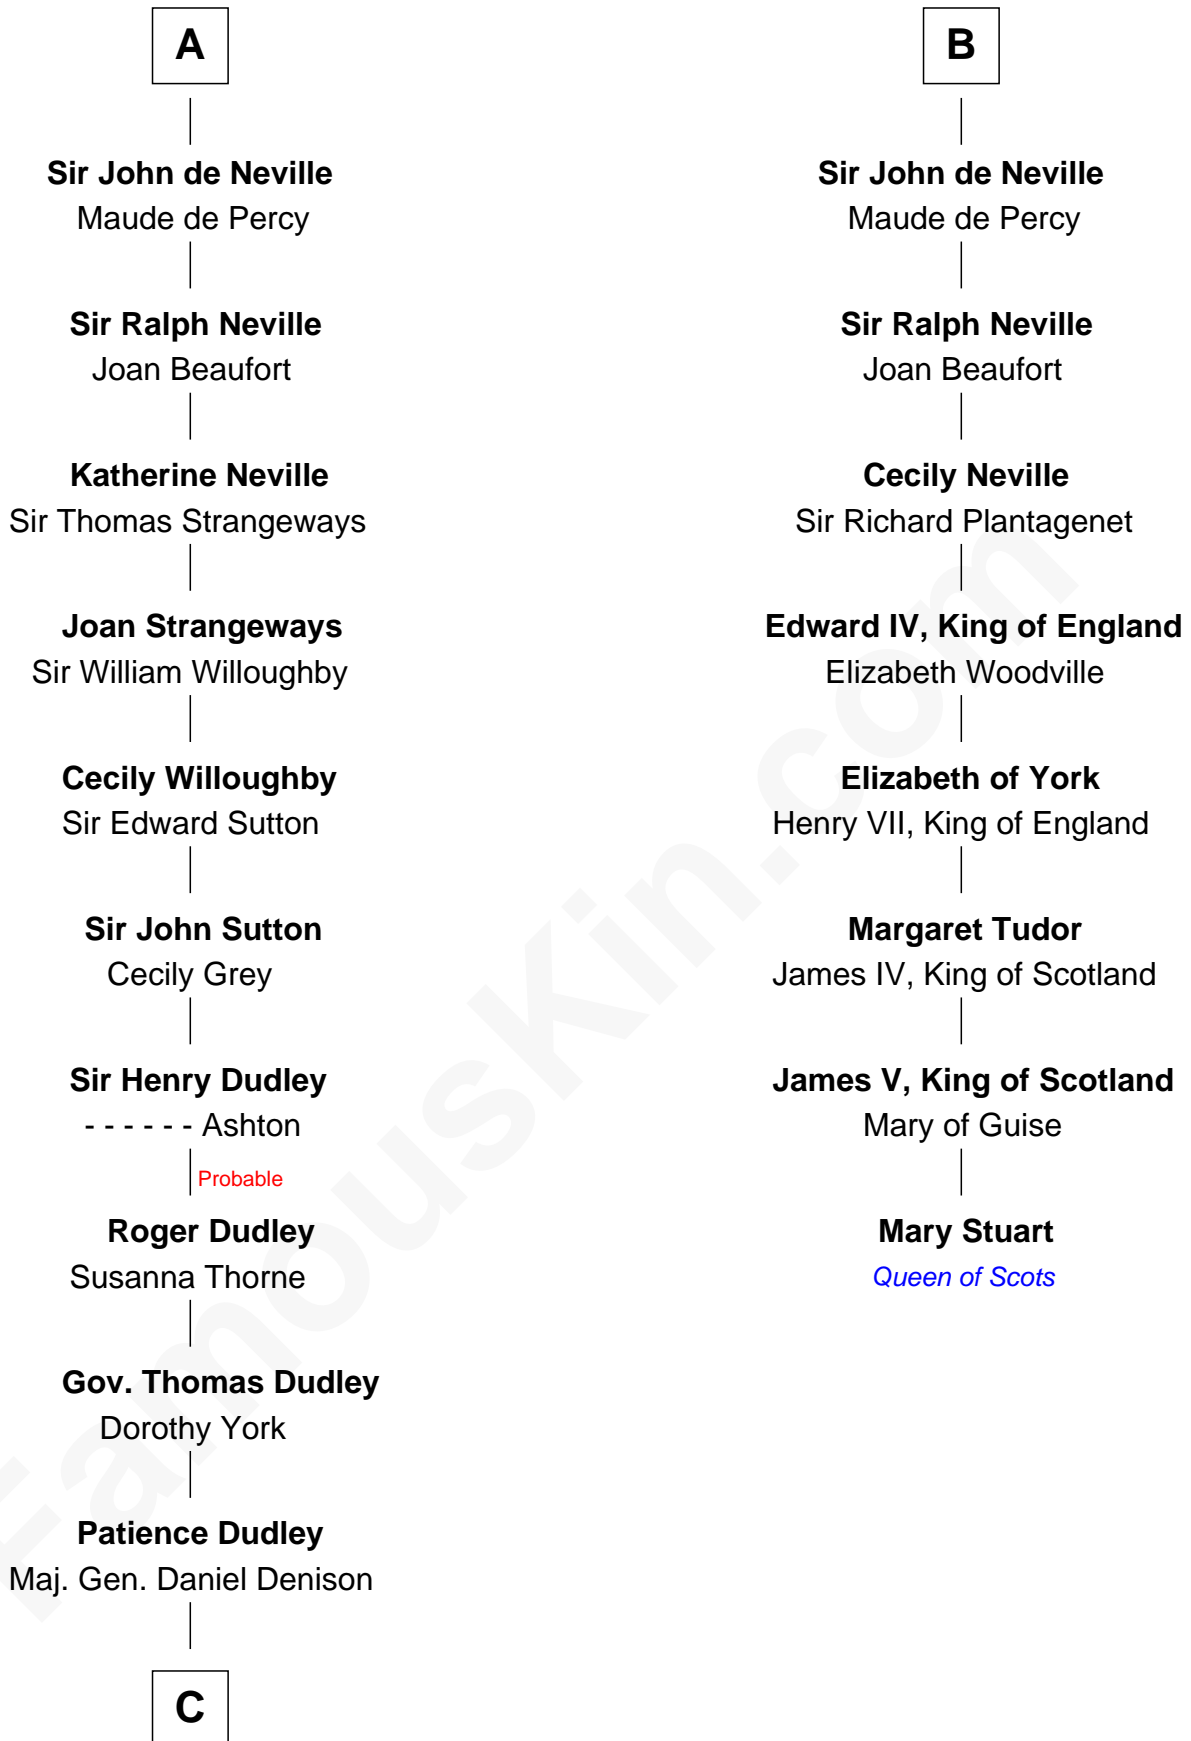 A
Sir John de Neville
Maude de Percy
Sir Ralph Neville
Joan Beaufort
Katherine Neville
Sir Thomas Strangeways
Joan Strangeways
Sir William Willoughby
Cecily Willoughby
Sir Edward Sutton
Sir John Sutton
Cecily Grey
Sir Henry Dudley
- - - - - - Ashton
Probable
Roger Dudley
Susanna Thorne
Gov. Thomas Dudley
Dorothy York
Patience Dudley
Maj. Gen. Daniel Denison
C
B
Sir John de Neville
Maude de Percy
Sir Ralph Neville
Joan Beaufort
Cecily Neville
Sir Richard Plantagenet
Edward IV, King of England
Elizabeth Woodville
Elizabeth of York
Henry VII, King of England
Margaret Tudor
James IV, King of Scotland
James V, King of Scotland
Mary of Guise
Mary Stuart
Queen of Scots
FamousKin.com